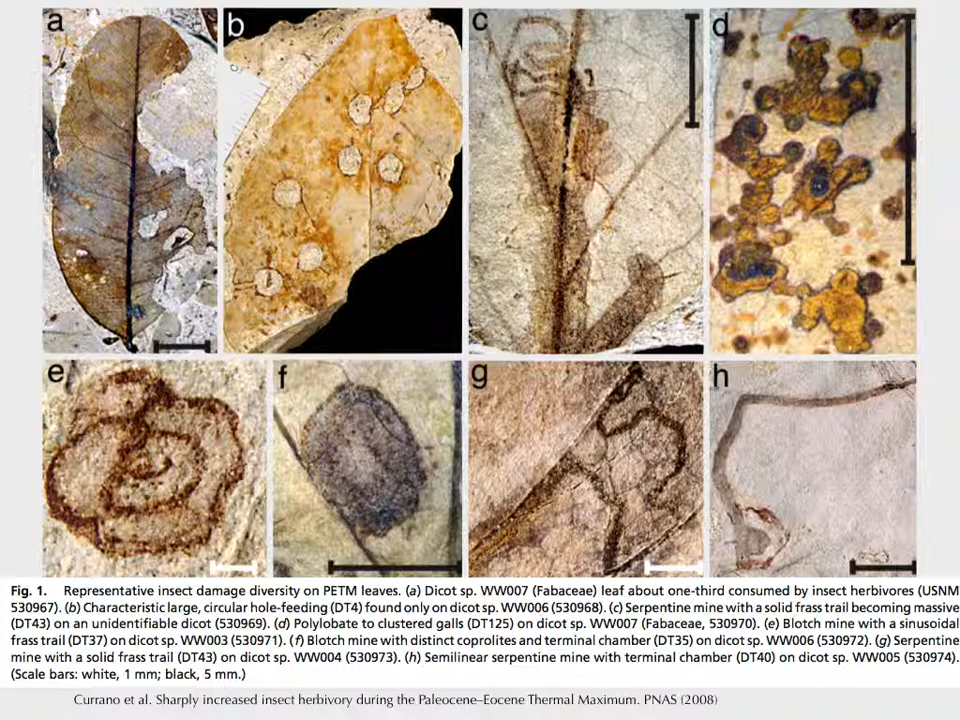 a
b
c
d
e
f
g
h
Fig. 1. Representative insect damage diversity on PETM leaves. (a) Dicot sp. WW007 (Fabaceae) leaf about one-third consumed by insect herbivores (USNM
530967). (b) Characteristic large, circular hole-feeding (DT4) found only on dicot sp. WW006 (530968). (c) Serpentine mine with a solid frass trail becoming massive
(DT43) on an unidentifiable dicot (530969). (d) Polylobate to clustered galls (DT125) on dicot sp. WW007 (Fabaceae, 530970). (e) Blotch mine with a sinusoidal
frass trail (DT37) on dicot sp. WW003 (530971). (f) Blotch mine with distinct coprolites and terminal chamber (DT35) on dicot sp. WW006 (530972). (g) Serpentine
mine with a solid frass trail (DT43) on dicot sp. WW004 (530973). (h) Semilinear serpentine mine with terminal chamber (DT40) on dicot sp. WW005 (530974).
(Scale bars: white, 1 mm; black, 5 mm.)
Currano et al. Sharply increased insect herbivory during the Paleocene–Eocene Thermal Maximum. PNAS (2008)